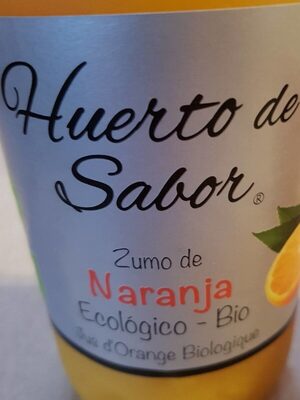 Huerto de
Sabor®
Zumo de
Naranja
Ecológico - Bio
Jus d'Orange Biologique